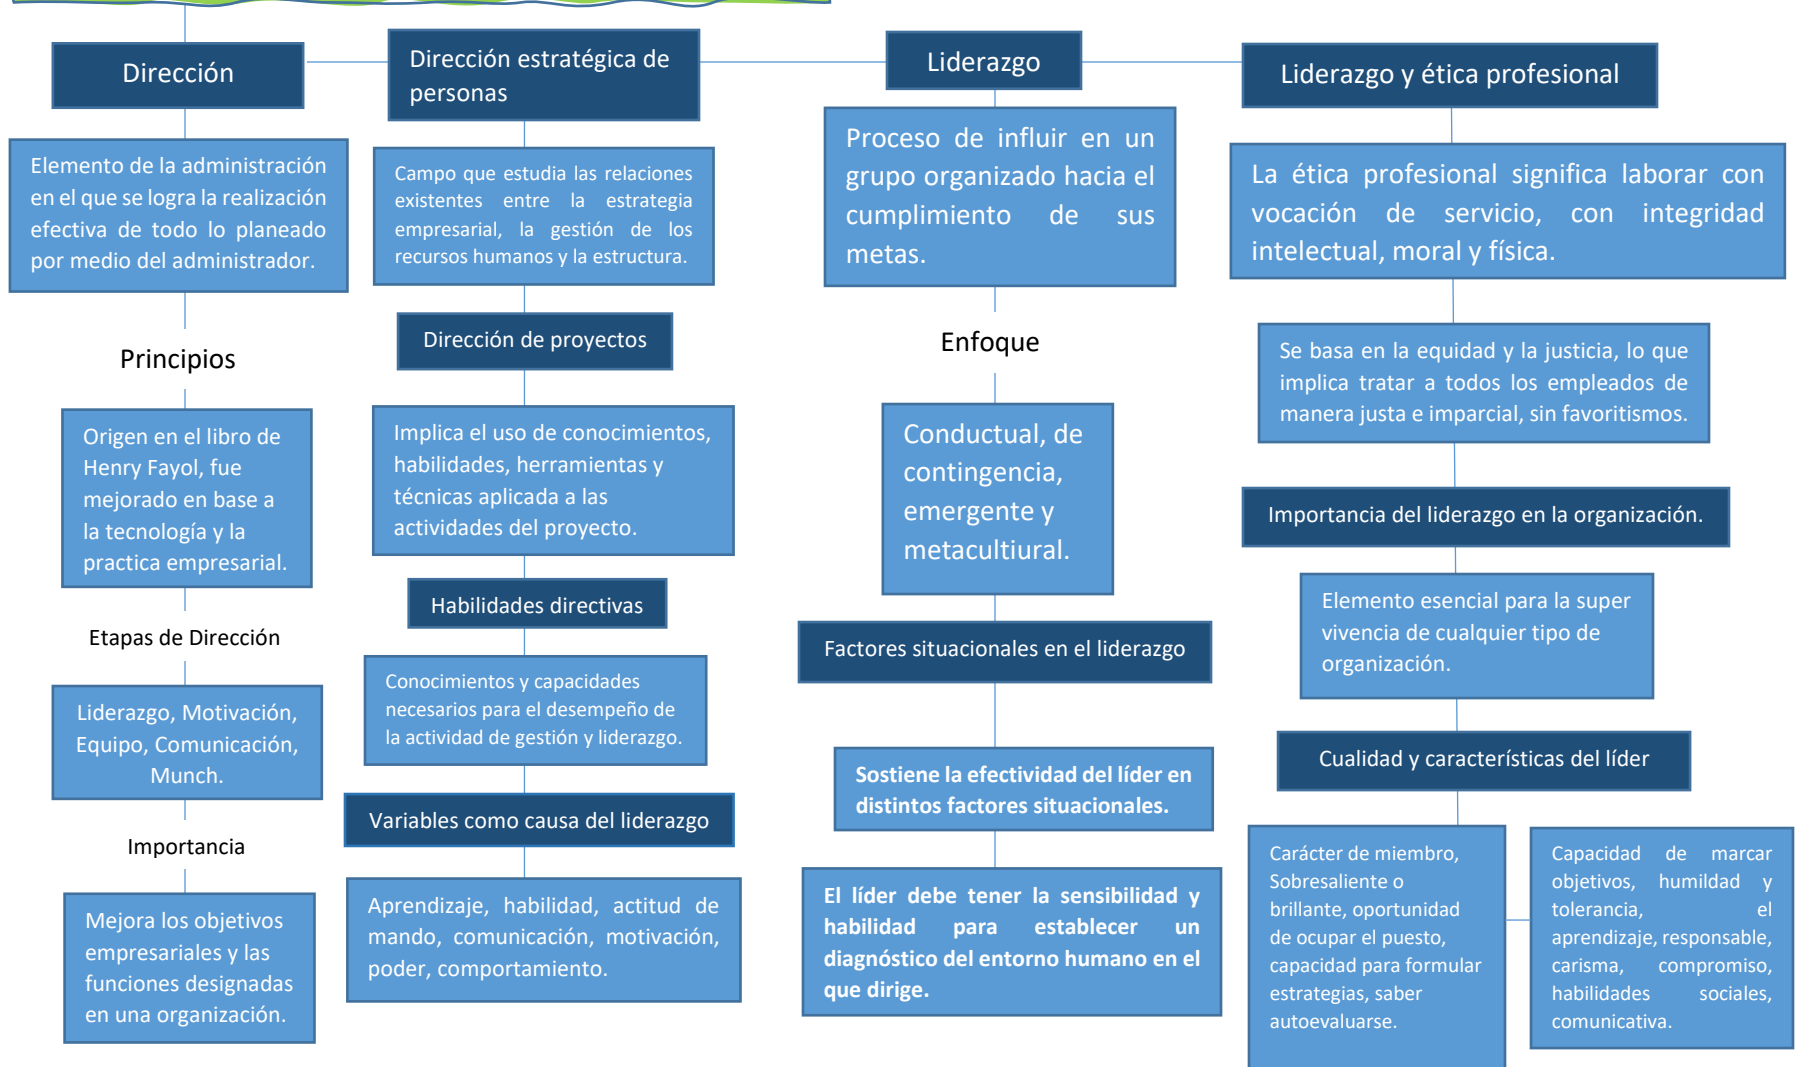 Dirección
Elemento de la administración
en el que se logra la realización
efectiva de todo lo planeado
por medio del administrador.
Principios
Origen en el libro de
Henry Fayol, fue
mejorado en base a
la tecnología y la
practica empresarial.
Etapas de Dirección
Liderazgo, Motivación,
Equipo, Comunicación,
Munch.
Importancia
Mejora los objetivos
empresariales y las
funciones designadas
en una organización.
Dirección estratégica de
personas
Campo que estudia las relaciones
existentes entre la estrategia
empresarial, la gestión de los
recursos humanos y la estructura.
Dirección de proyectos
Implica el uso de conocimientos,
habilidades, herramientas y
técnicas aplicada a las
actividades del proyecto.
Habilidades directivas
Conocimientos y capacidades
necesarios para el desempeño de
la actividad de gestión y liderazgo.
Variables como causa del liderazgo
Aprendizaje, habilidad, actitud de
mando, comunicación, motivación,
poder, comportamiento.
Liderazgo
Proceso de influir en un
grupo organizado hacia el
cumplimiento de sus
metas.
Enfoque
Conductual, de
contingencia,
emergente y
metacultiural.
Factores situacionales en el liderazgo
Sostiene la efectividad del líder en
distintos factores situacionales.
El líder debe tener la sensibilidad y
habilidad para establecer un
diagnóstico del entorno humano en el
que dirige.
Liderazgo y ética profesional
La ética profesional significa laborar con
vocación de servicio, con integridad
intelectual, moral y física.
Se basa en la equidad y la justicia, lo que
implica tratar a todos los empleados de
manera justa e imparcial, sin favoritismos.
Importancia del liderazgo en la organización.
Elemento esencial para la super
vivencia de cualquier tipo de
organización.
Cualidad y características del líder
Carácter de miembro,
Sobresaliente o
brillante, oportunidad
de ocupar el puesto,
capacidad para formular
estrategias, saber
autoevaluarse.
Capacidad de marcar
objetivos, humildad y
tolerancia, el
aprendizaje, responsable,
carisma, compromiso,
habilidades sociales,
comunicativa.